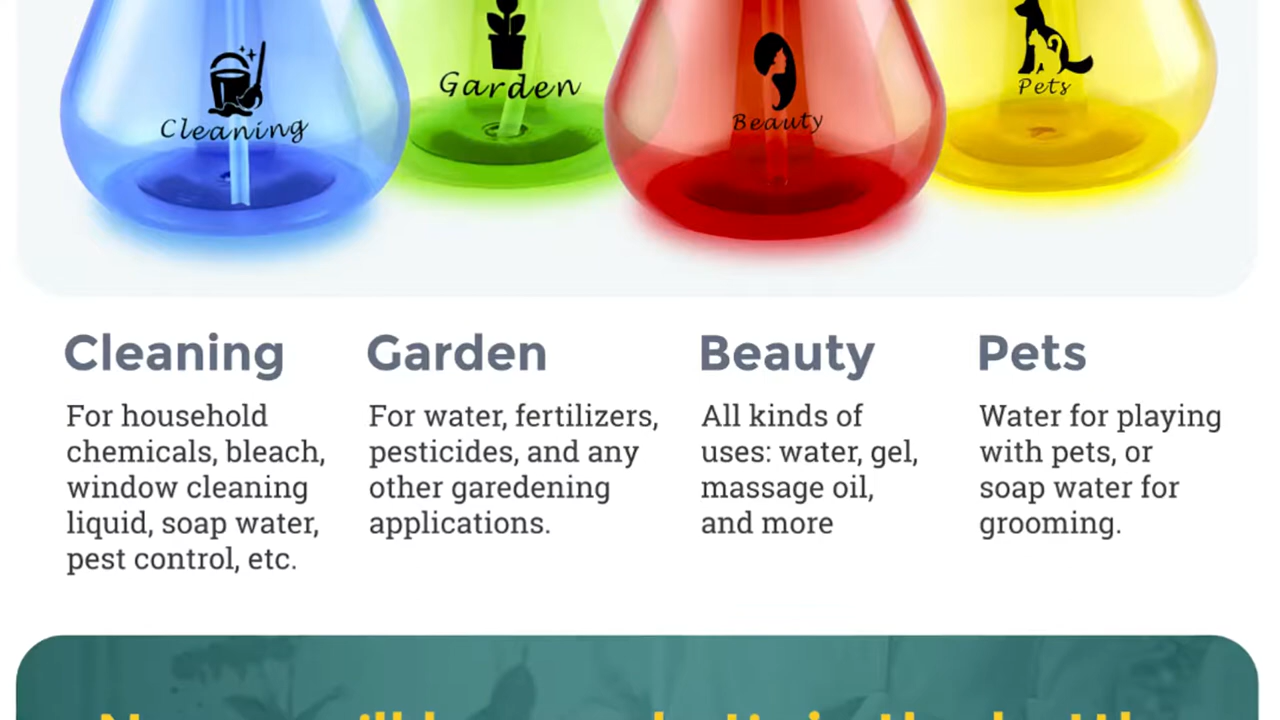 Cleaning
Garden
Beauty
Pets
Cleaning
For household
chemicals, bleach,
window cleaning
liquid, soap water,
pest control, etc.
Garden
For water, fertilizers,
pesticides, and any
other garedening
applications.
Beauty
All kinds of
uses: water, gel,
massage oil,
and more
Pets
Water for playing
with pets, or
soap water for
grooming.